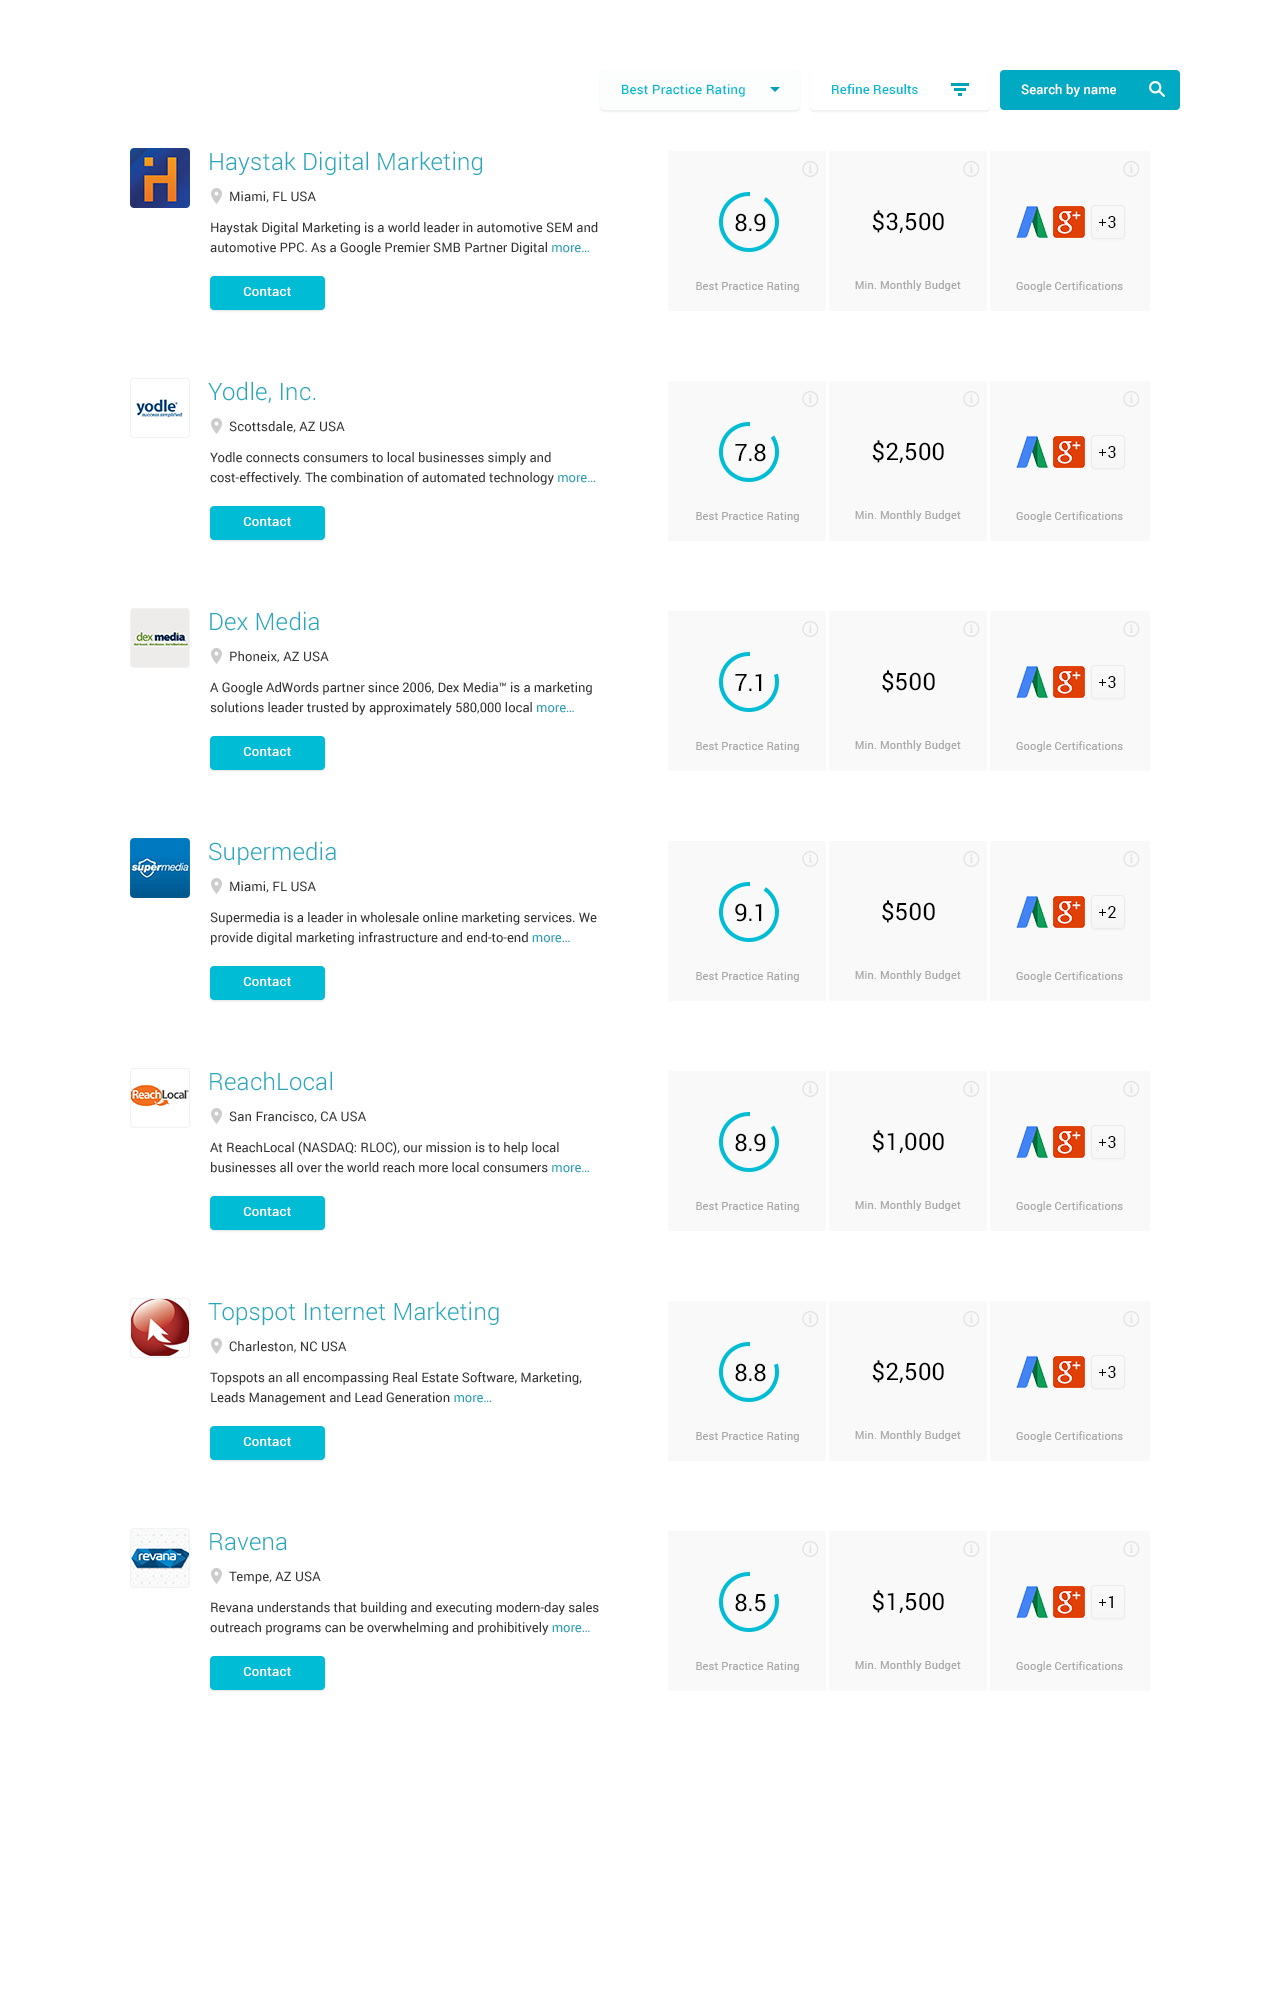 Best Practice Rating
Refine Results
Search by name
Haystak Digital Marketing
Miami, FL USA
Haystak Digital Marketing is a world leader in automotive SEM and
automotive PPC. As a Google Premier SMB Partner Digital more...
Contact
8.9
Best Practice Rating
$3,500
Min. Monthly Budget
g+
+3
Google Certifications
yodle
success simplified
Yodle, Inc.
Scottsdale, AZ USA
Yodle connects consumers to local businesses simply and
cost-effectively. The combination of automated technology more...
Contact
7.8
Best Practice Rating
$2,500
Min. Monthly Budget
g+
+3
Google Certifications
dex media
Dex Media
Phoneix, AZ USA
A Google AdWords partner since 2006, Dex Media™ is a marketing
solutions leader trusted by approximately 580,000 local more...
Contact
7.1
Best Practice Rating
$500
Min. Monthly Budget
g+
+3
Google Certifications
supermedia
Supermedia
Miami, FL USA
Supermedia is a leader in wholesale online marketing services. We
provide digital marketing infrastructure and end-to-end more...
Contact
9.1
Best Practice Rating
$500
Min. Monthly Budget
g+
+2
Google Certifications
ReachLocal
ReachLocal
San Francisco, CA USA
At ReachLocal (NASDAQ: RLOC), our mission is to help local
businesses all over the world reach more local consumers more...
Contact
8.9
Best Practice Rating
$1,000
Min. Monthly Budget
g+
+3
Google Certifications
Topspot Internet Marketing
Charleston, NC USA
Topspots an all encompassing Real Estate Software, Marketing,
Leads Management and Lead Generation more...
Contact
8.8
Best Practice Rating
$2,500
Min. Monthly Budget
g+
+3
Google Certifications
revana™
Ravena
Tempe, AZ USA
Revana understands that building and executing modern-day sales
outreach programs can be overwhelming and prohibitively more...
Contact
8.5
Best Practice Rating
$1,500
Min. Monthly Budget
g+
+1
Google Certifications